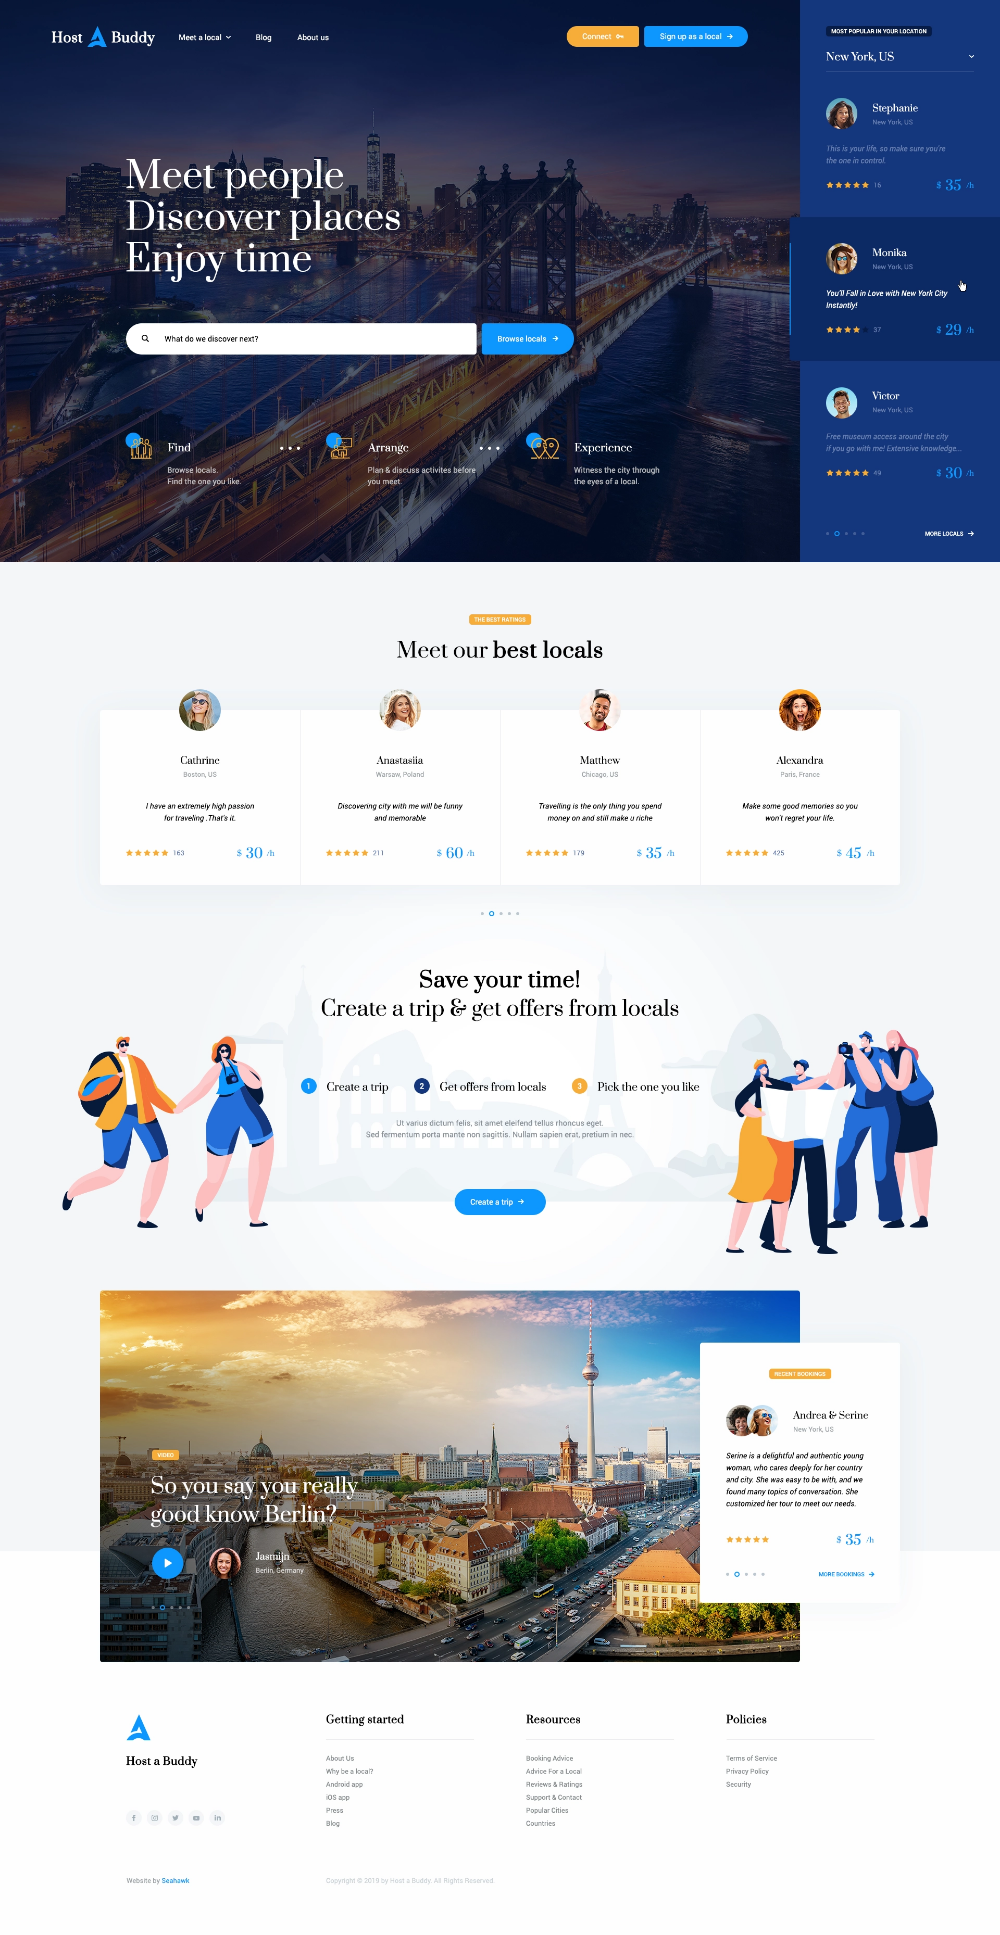 Host A Buddy
Meet a local
Blog
About us
Connect
Sign up as a local
Meet people
Discover places
Enjoy time
What do we discover next?
Browse locals
Find
Browse locals.
Find the one you like.
Arrange
Plan & discuss activites before
you meet
Experience
Witness the city through
the eyes of a local.
MOST POPULAR IN YOUR LOCATION
New York, US
Stephanie
New York, US
This is your life, so make sure you're
the one in control.
16
$ 35 /h
Monika
New York, US
You'll Fall in Love with New York City
Instantly!
37
$ 29 /h
Victor
New York, US
Free museum access around the city
if you go with me! Extensive knowledge...
49
$ 30 /h
MORE LOCALS
THE BEST RATINGS
Meet our best locals
Cathrine
Boston, US
I have an extremely high passion
for traveling .That's it.
163
$ 30 /h
Anastasiia
Warsaw, Poland
Discovering city with me will be funny
and memorable
211
$ 60 /h
Matthew
Chicago, US
Travelling is the only thing you spend
money on and still make u riche
179
$ 35 /h
Alexandra
Paris, France
Make some good memories so you
won't regret your life.
425
$ 45 /h
Save your time!
Create a trip & get offers from locals
1 Create a trip
2 Get offers from locals
3 Pick the one you like
Ut varius dictum felis, sit amet eleifend tellus rhoncus eget.
Sed fermentum porta mante non sagittis. Nullam sapien erat, pretium in nec.
Create a trip
VIDEO
So you say you really
good know Berlin?
Jasmijn
Berlin, Germany
RECENT BOOKINGS
Andrea & Serine
New York, US
Serine is a delightful and authentic young
woman, who cares deeply for her country
and city. She was easy to be with, and we
found many topics of conversation. She
customized her tour to meet our needs.
$ 35 /h
MORE BOOKINGS
Host a Buddy
Getting started
About Us
Why be a local?
Android app
iOS app
Press
Blog
Resources
Booking Advice
Advice For a Local
Reviews & Ratings
Support & Contact
Popular Cities
Countries
Policies
Terms of Service
Privacy Policy
Security
Website by Seahawk
Copyright © 2019 by Host a Buddy. All Rights Reserved.